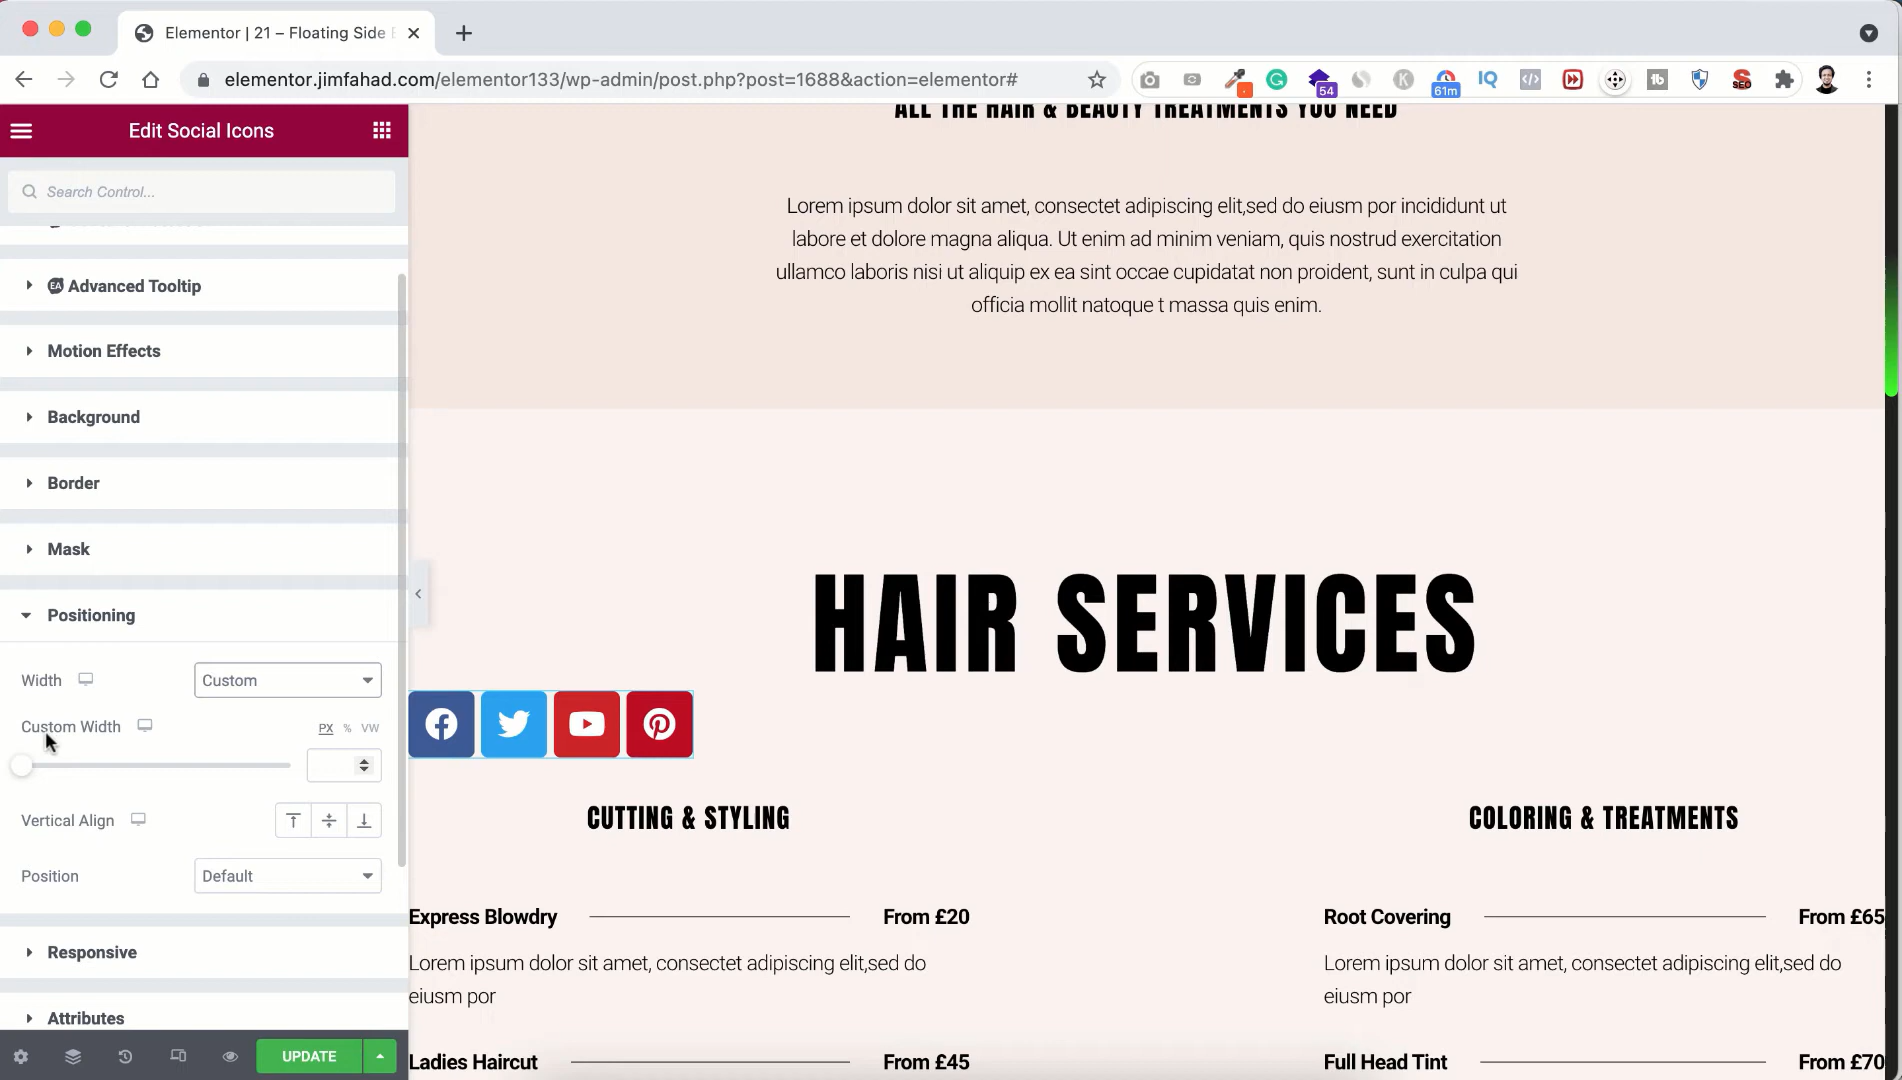 Elementor | 21 – Floating Side
elementor.jimfahad.com/elementor133/wp-admin/post.php?post=1688&action=elementor#
54
61m
IQ
</>
K
tb
SEO
Edit Social Icons
Search Control...
EA Advanced Tooltip
Motion Effects
Background
Border
Mask
Positioning
Width
Custom
Custom Width
PX % VW
Vertical Align
Position
Default
Responsive
Attributes
UPDATE
ALL THE HAIR & BEAUTY TREATMENTS YOU NEED
Lorem ipsum dolor sit amet, consectet adipiscing elit,sed do eiusm por incididunt ut
labore et dolore magna aliqua. Ut enim ad minim veniam, quis nostrud exercitation
ullamco laboris nisi ut aliquip ex ea sint occae cupidatat non proident, sunt in culpa qui
officia mollit natoque t massa quis enim.
HAIR SERVICES
CUTTING & STYLING
Express Blowdry From £20
Lorem ipsum dolor sit amet, consectet adipiscing elit,sed do
eiusm por
Ladies Haircut From £45
COLORING & TREATMENTS
Root Covering From £65
Lorem ipsum dolor sit amet, consectet adipiscing elit,sed do
eiusm por
Full Head Tint From £70